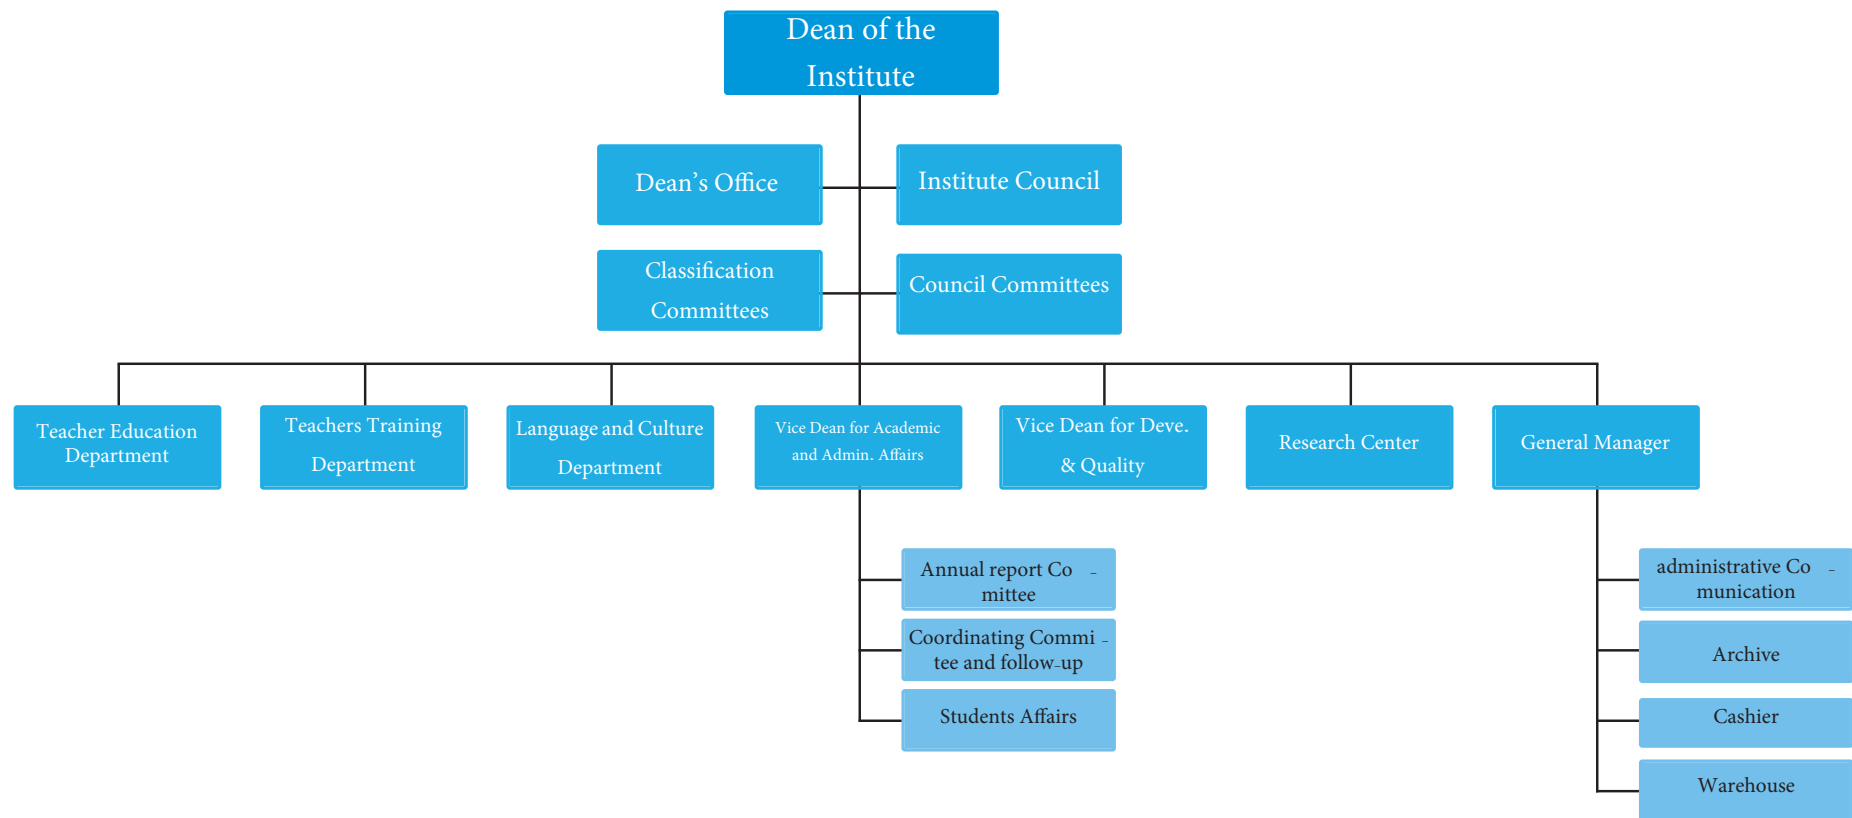 Dean of the
Institute
Dean’s Office
Institute Council
Classification
Committees
Council Committees
Teacher Education
Department
Teachers Training
Department
Language and Culture
Department
Vice Dean for Academic
and Admin. Affairs
Vice Dean for Deve.
& Quality
Research Center
General Manager
Annual report Co -
mittee
Coordinating Commi -
tee and follow-up
Students Affairs
administrative Co -
munication
Archive
Cashier
Warehouse